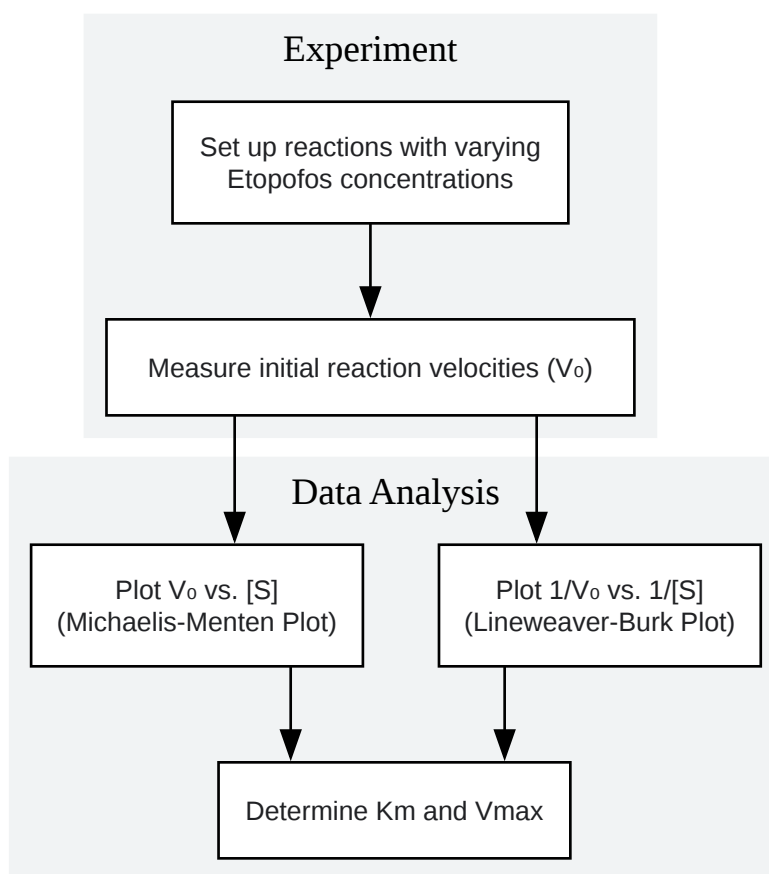 Experiment
Set up reactions with varying
Etopofos concentrations
Measure initial reaction velocities (V₀)
Data Analysis
Plot V₀ vs. [S]
(Michaelis-Menten Plot)
Plot 1/V₀ vs. 1/[S]
(Lineweaver-Burk Plot)
Determine Km and Vmax